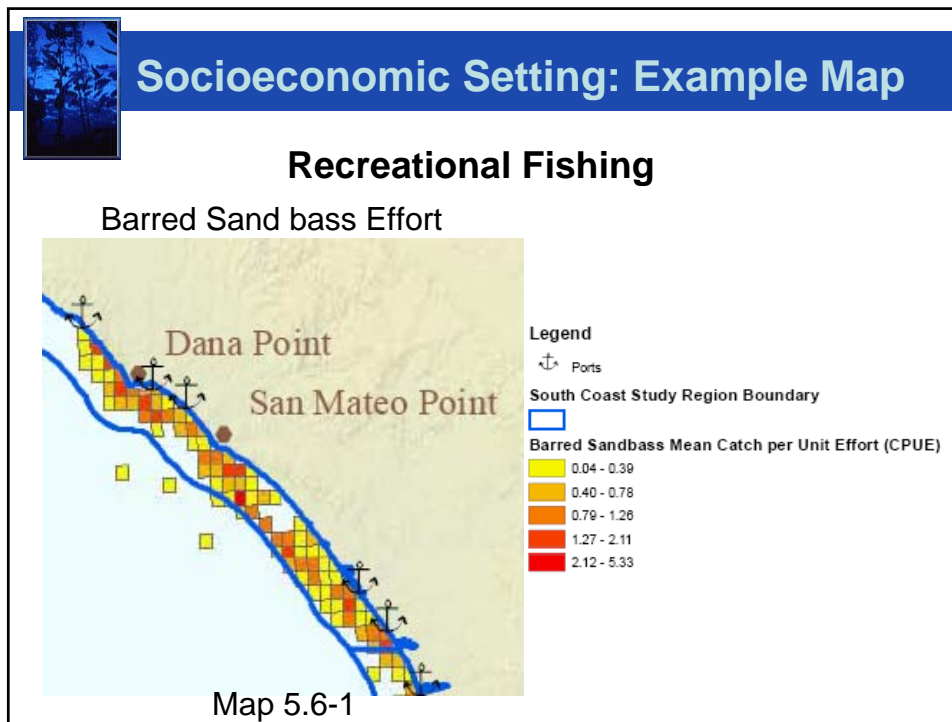 Socioeconomic Setting: Example Map
Recreational Fishing
Barred Sand bass Effort
Dana Point
San Mateo Point
Legend
Ports
South Coast Study Region Boundary
Barred Sandbass Mean Catch per Unit Effort (CPUE)
0.04 - 0.39
0.40 - 0.78
0.79 - 1.26
1.27 - 2.11
2.12 - 5.33
Map 5.6-1